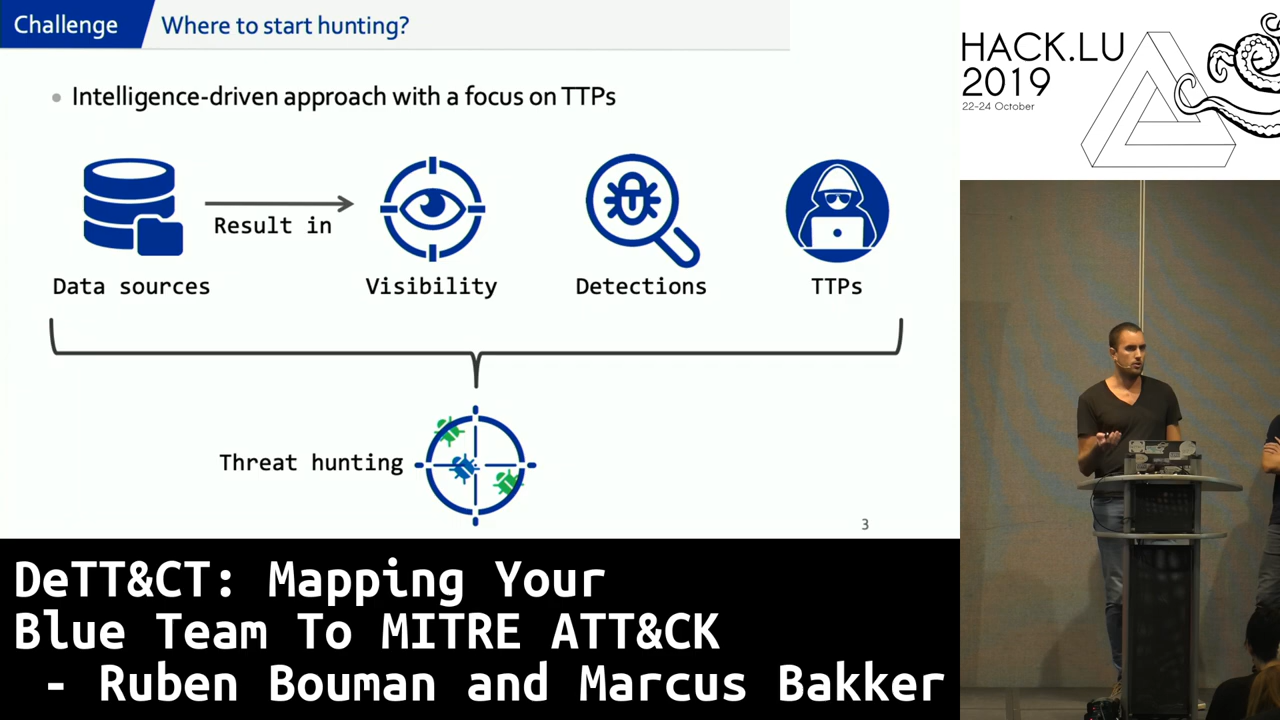 Challenge
Where to start hunting?
• Intelligence-driven approach with a focus on TTPs
Result in
Data sources
Visibility
Detections
TTPs
Threat hunting
3
HACK.LU
2019
22-24 October
DeTT&CT: Mapping Your
Blue Team To MITRE ATT&CK
- Ruben Bouman and Marcus Bakker